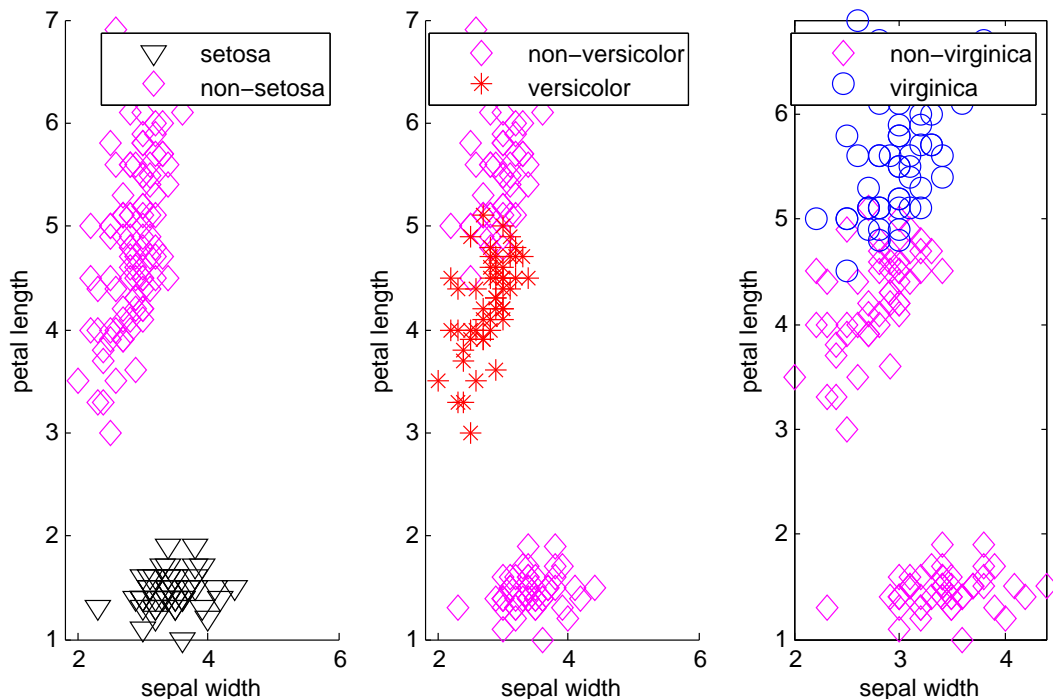 setosa
non−setosa
7
6
5
4
3
2
1
petal length
2
4
6
sepal width
non−versicolor
versicolor
7
6
5
4
3
2
1
petal length
2
4
6
sepal width
non−virginica
virginica
6
5
4
3
2
1
petal length
2
3
4
sepal width